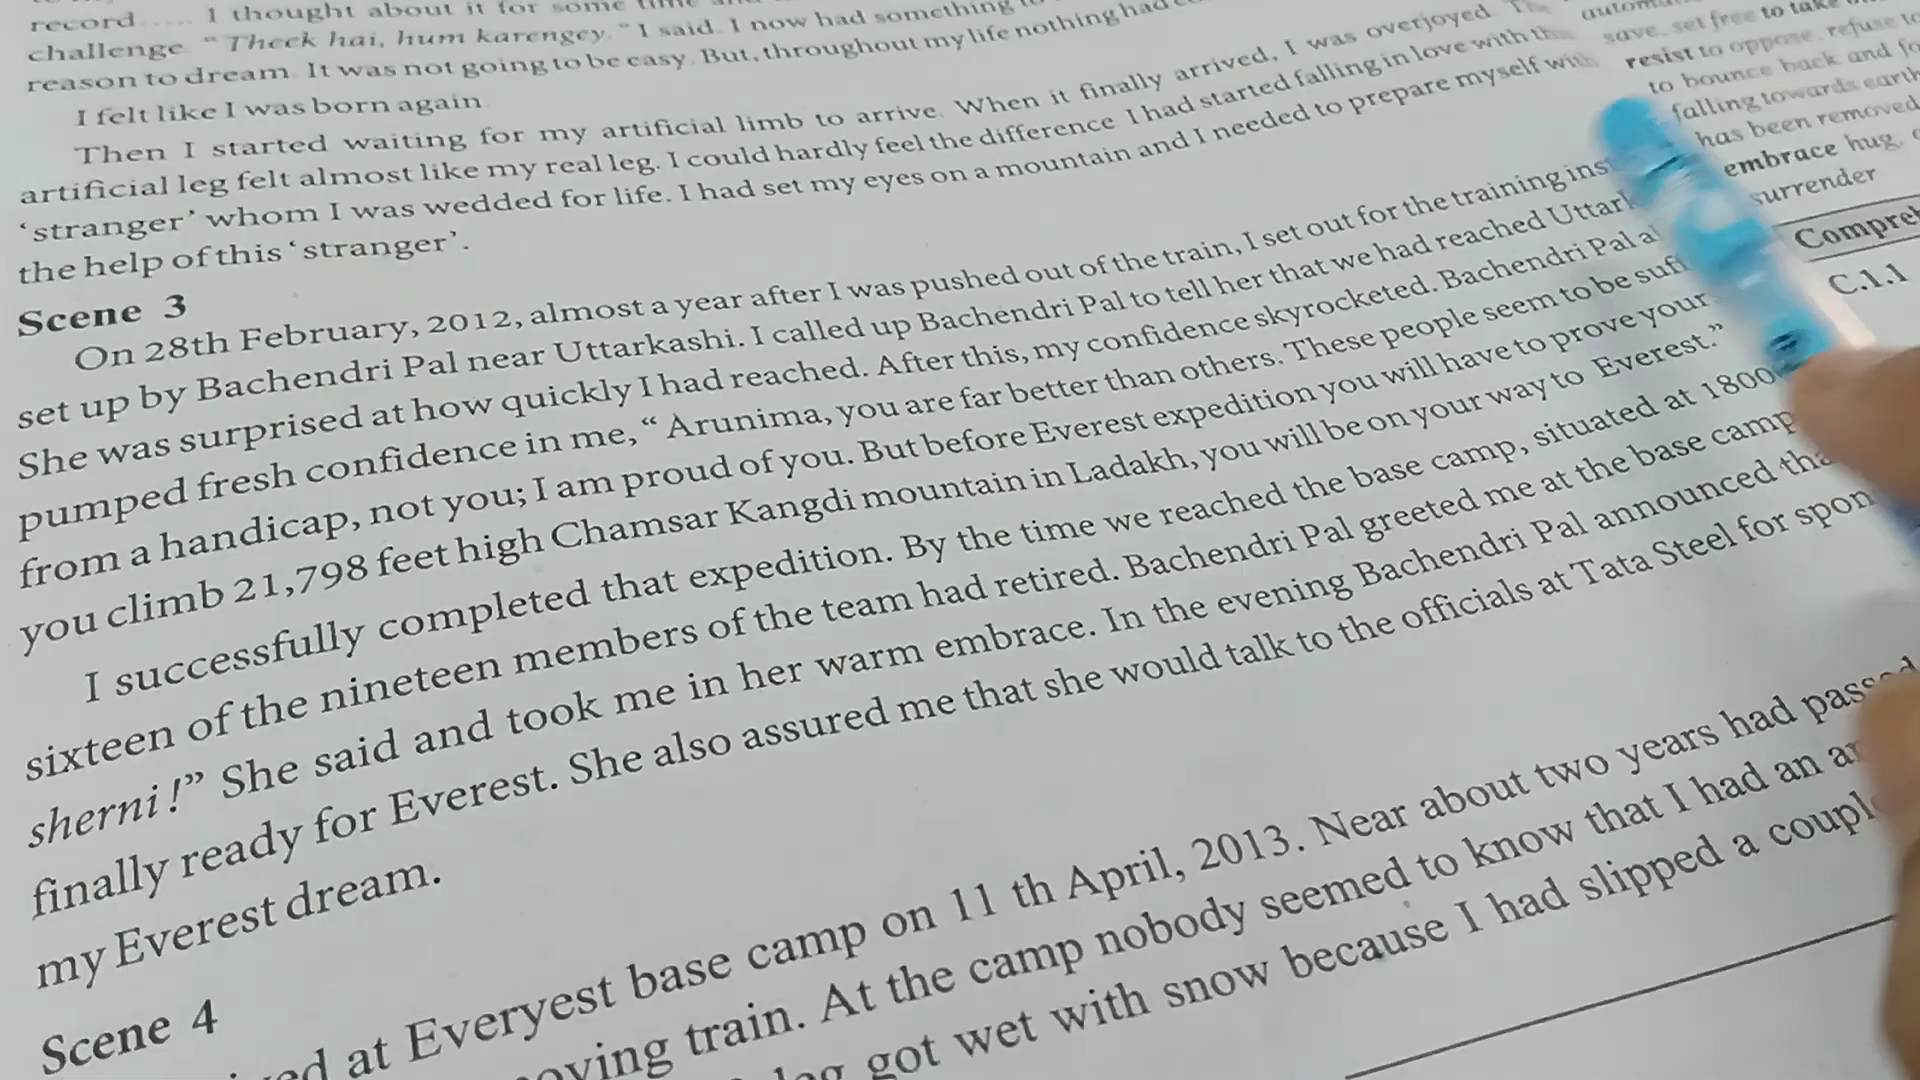 record ..... I thought about it for some time and
challenge. "Theek hai, hum karengey." I said. I now had something to
reason to dream. It was not going to be easy. But, throughout my life nothing had
I felt like I was born again.
Then I started waiting for my artificial limb to arrive. When it finally arrived, I was overjoyed.
artificial leg felt almost like my real leg. I could hardly feel the difference. I had started falling in love with
'stranger' whom I was wedded for life. I had set my eyes on a mountain and I needed to prepare myself with
the help of this 'stranger'.
Scene 3
On 28th February, 2012, almost a year after I was pushed out of the train, I set out for the training
set up by Bachendri Pal near Uttarkashi. I called up Bachendri Pal to tell her that we had reached
She was surprised at how quickly I had reached. After this, my confidence skyrocketed. Bachendri Pal
pumped fresh confidence in me, " Arunima, you are far better than others. These people seem to be
from a handicap, not you; I am proud of you. But before Everest expedition you will have to prove your
you climb 21,798 feet high Chamsar Kangdi mountain in Ladakh, you will be on your way to Everest."
I successfully completed that expedition. By the time we reached the base camp, situated at 1800
sixteen of the nineteen members of the team had retired. Bachendri Pal greeted me at the base camp
sherni!" She said and took me in her warm embrace. In the evening Bachendri Pal announced
finally ready for Everest. She also assured me that she would talk to the officials at Tata Steel for
my Everest dream.
Scene 4
at Everyest base camp on 11 th April, 2013. Near about two years had passed
train. At the camp nobody seemed to know that I had an
got wet with snow because I had slipped a
save, set free
resist to oppose, refuse to
to bounce back and
falling towards
has been removed
embrace hug,
surrender
C.1.1